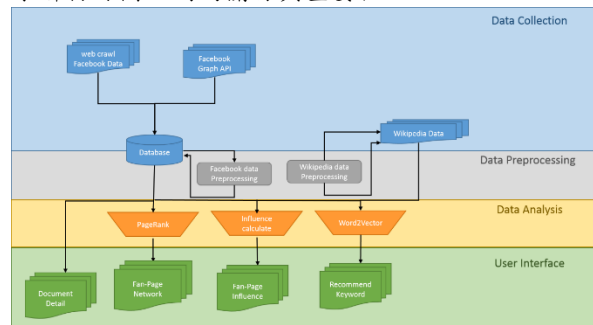 Data Collection
web crawl
Facebook Data
Facebook
Graph API
Wikipedia Data
Database
Facebook data
Preprocessing
Wikipedia data
Preprocessing
Data Preprocessing
Data Analysis
PageRank
Influence
calculate
Word2Vector
User Interface
Document
Detail
Fan-Page
Network
Fan-Page
Influence
Recommend
Keyword